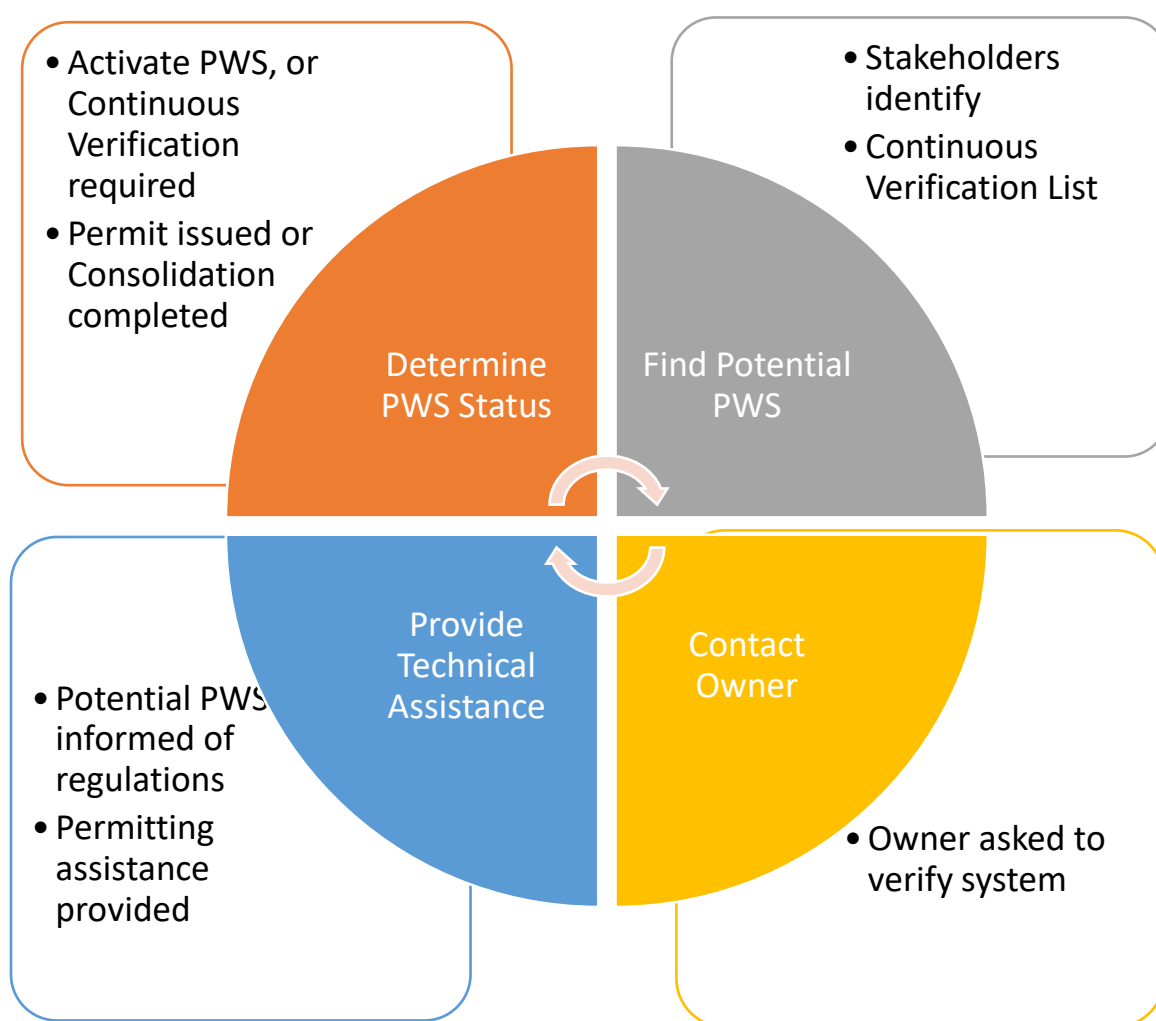 • Activate PWS, or
Continuous
Verification
required
• Permit issued or
Consolidation
completed
• Stakeholders
identify
• Continuous
Verification List
Determine
PWS Status
Find Potential
PWS
Provide
Technical
Assistance
Contact
Owner
• Potential PWS
informed of
regulations
• Permitting
assistance
provided
• Owner asked to
verify system